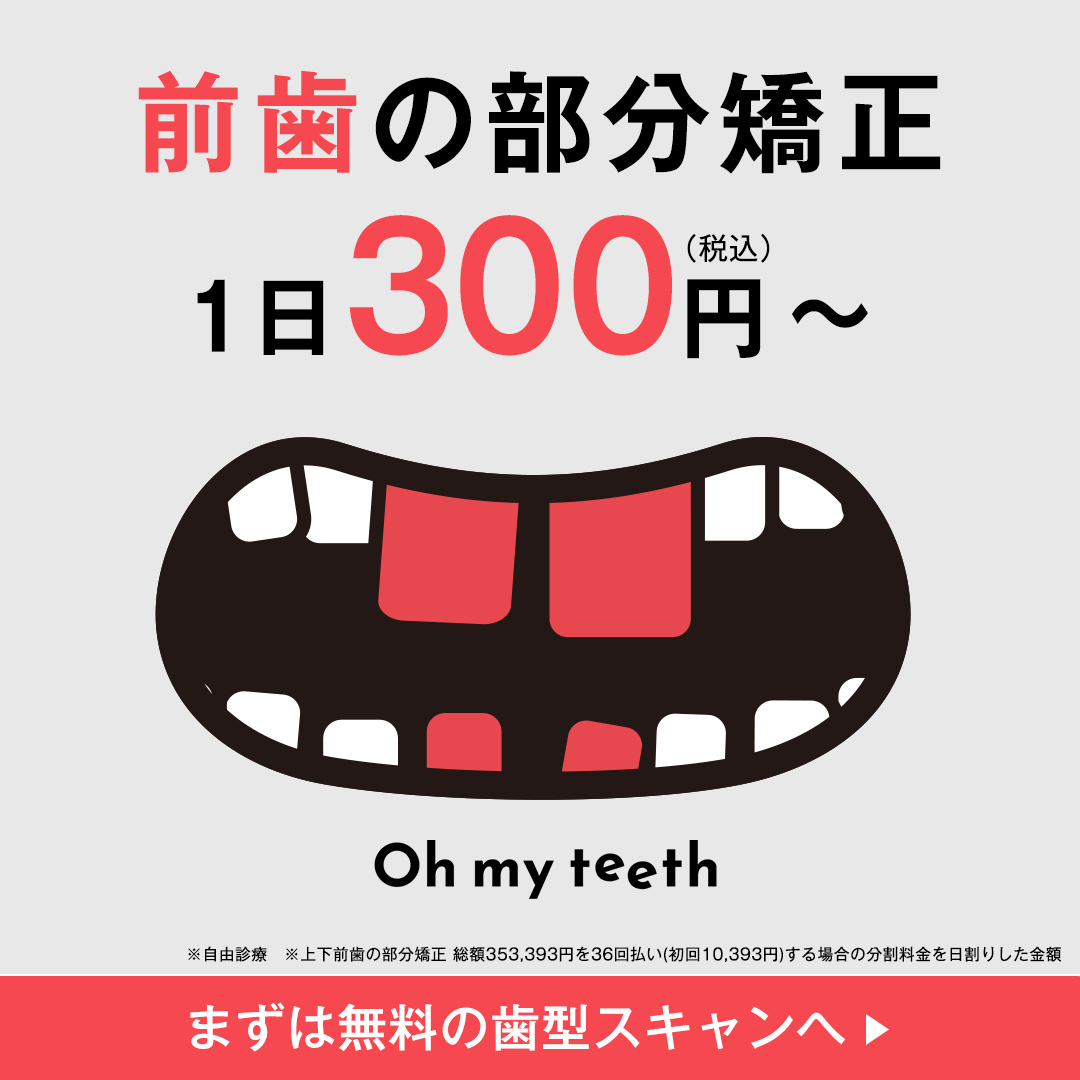 前歯の部分矯正
1日300円(税込)〜
Oh my teeth
※自由診療　※上下前歯の部分矯正 総額353,393円を36回払い(初回10,393円)する場合の分割料金を日割りした金額
まずは無料の歯型スキャンへ